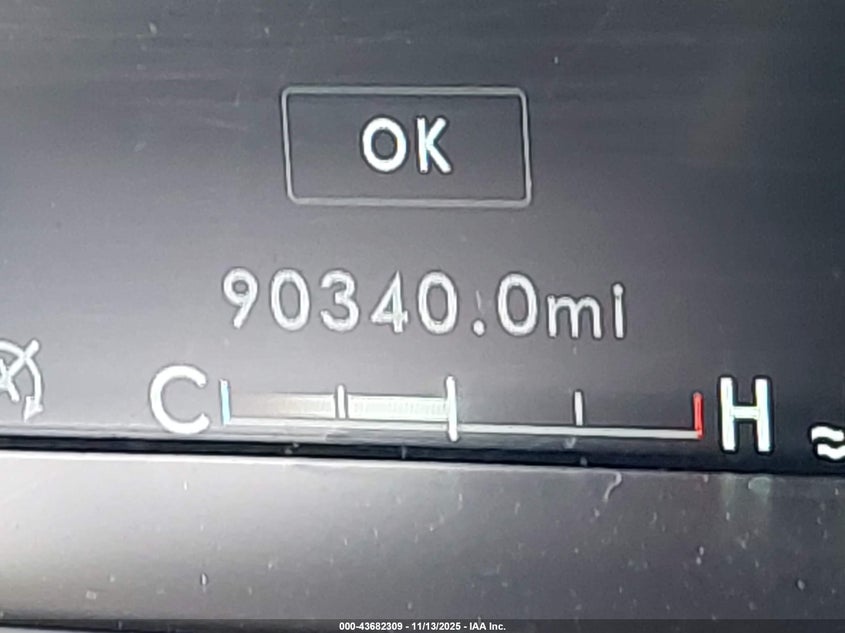 OK
90340.0mi
C H
000-43682309 - 11/13/2025 - IAA Inc.